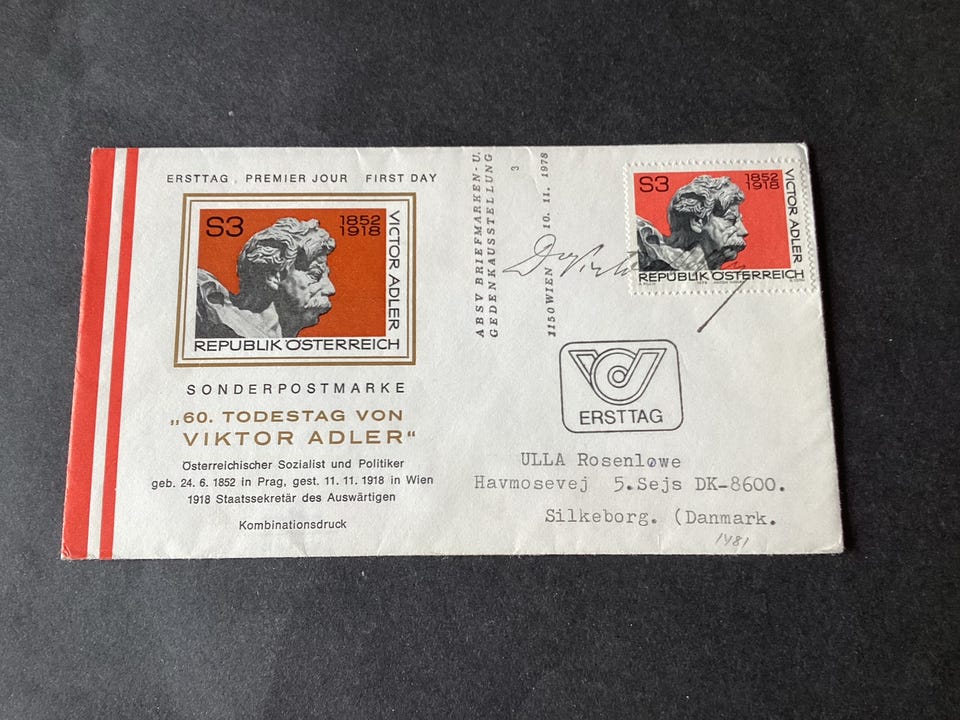 ERSTTAG . PREMIER JOUR FIRST DAY
S3
1852
1918
VICTOR ADLER
REPUBLIK ÖSTERREICH
SONDERPOSTMARKE
„60. TODESTAG VON
VIKTOR ADLER“
Österreichischer Sozialist und Politiker
geb. 24. 6. 1852 in Prag, gest. 11. 11. 1918 in Wien
1918 Staatssekretär des Auswärtigen
Kombinationsdruck
ABSV BRIEFMARKEN- U.
GEDENKAUSSTELLUNG
3
1150 WIEN 10. 11. 1978
S3
1852
1918
VICTOR ADLER
REPUBLIK ÖSTERREICH
ERSTTAG
ULLA Rosenløwe
Havmosevej 5.Sejs DK-8600.
Silkeborg. (Danmark.
1481